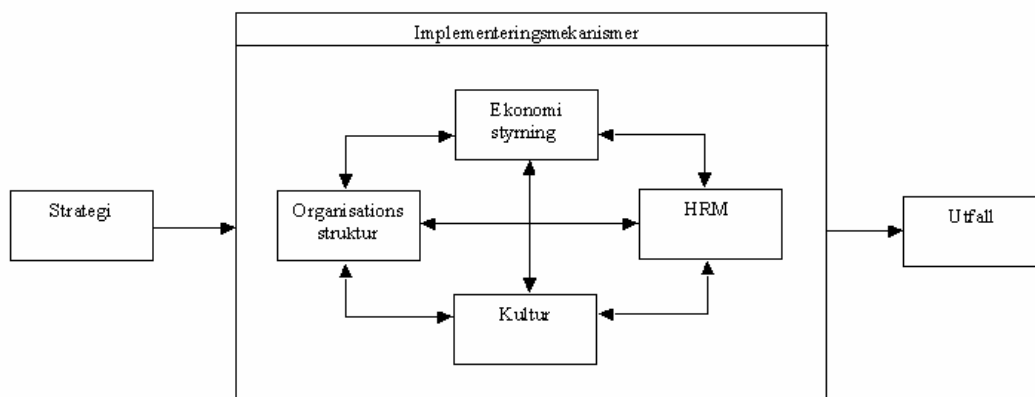 Implementeringsmekanismer
Ekonomi
styrning
Strategi
Organisations
struktur
HRM
Utfall
Kultur